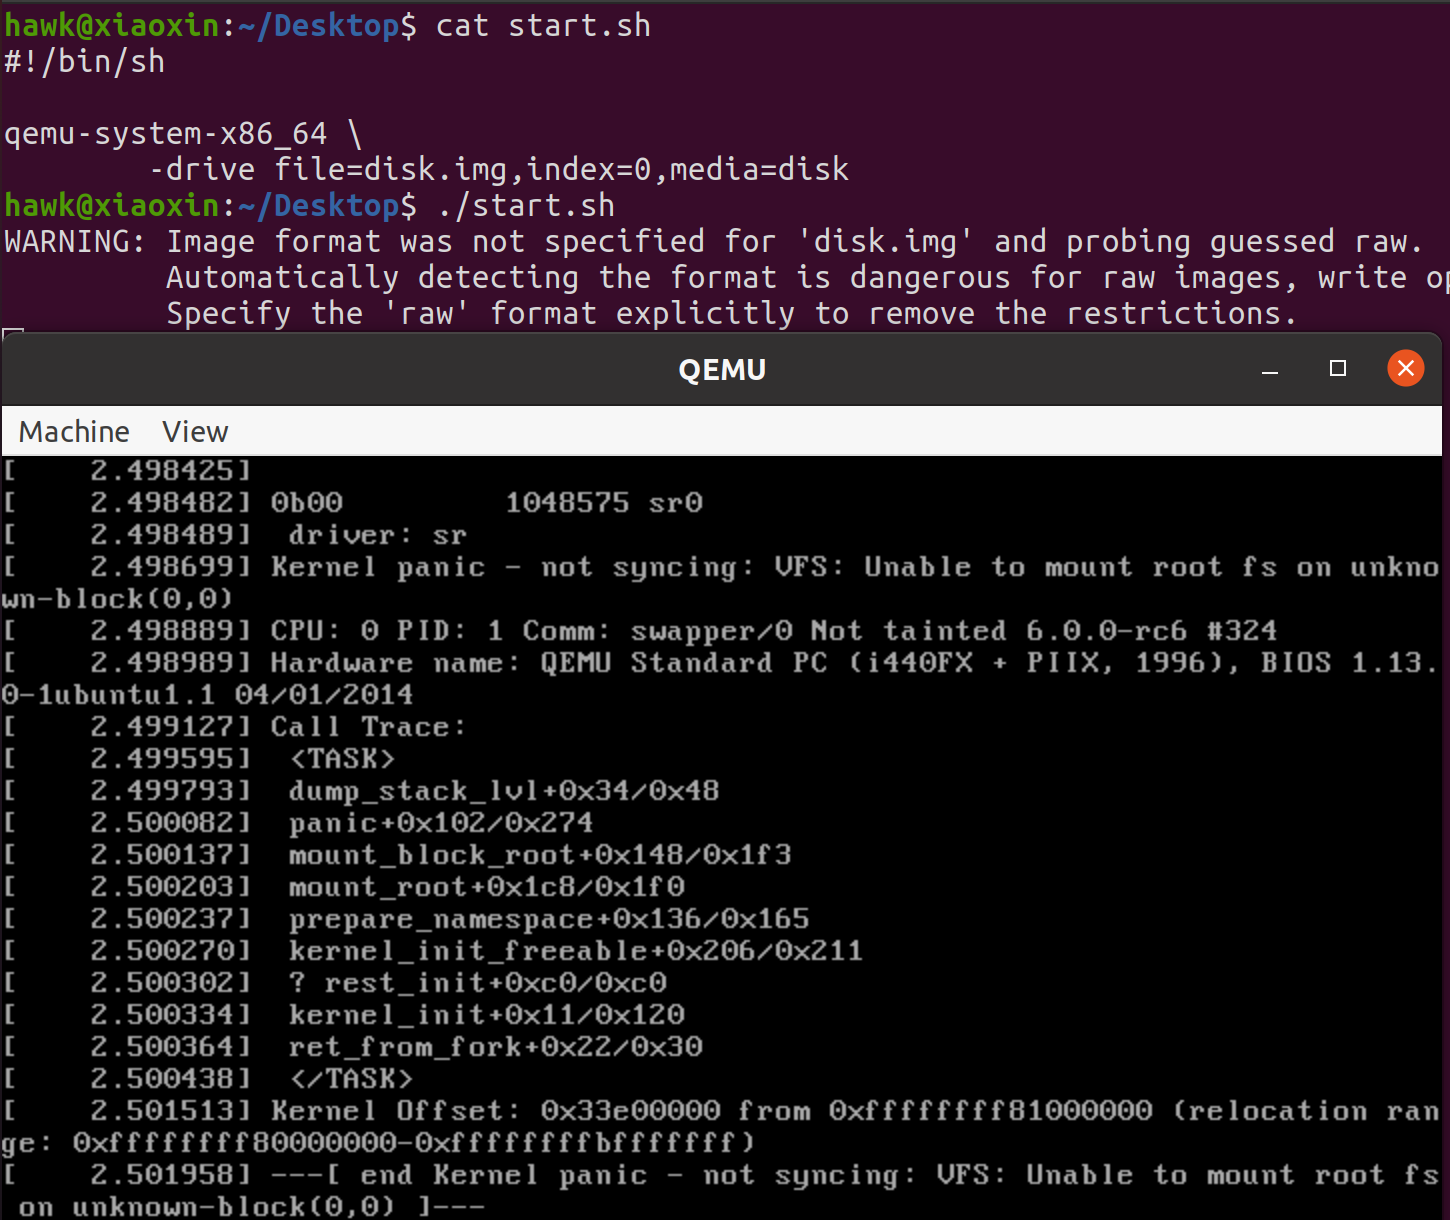 hawk@xiaoxin:~/Desktop$ cat start.sh
#!/bin/sh
qemu-system-x86_64 \
-drive file=disk.img,index=0,media=disk
hawk@xiaoxin:~/Desktop$ ./start.sh
WARNING: Image format was not specified for 'disk.img' and probing guessed raw.
Automatically detecting the format is dangerous for raw images, write op
Specify the 'raw' format explicitly to remove the restrictions.
QEMU
Machine View
[    2.498425]
[    2.498482] 0b00         1048575 sr0
[    2.498489]  driver: sr
[    2.498699] Kernel panic - not syncing: VFS: Unable to mount root fs on unkno
wn-block(0,0)
[    2.498889] CPU: 0 PID: 1 Comm: swapper/0 Not tainted 6.0.0-rc6 #324
[    2.498989] Hardware name: QEMU Standard PC (i440FX + PIIX, 1996), BIOS 1.13.
0-1ubuntu1.1 04/01/2014
[    2.499127] Call Trace:
[    2.499595]  <TASK>
[    2.499793]  dump_stack_lvl+0x34/0x48
[    2.500082]  panic+0x102/0x274
[    2.500137]  mount_block_root+0x148/0x1f3
[    2.500203]  mount_root+0x1c8/0x1f0
[    2.500237]  prepare_namespace+0x136/0x165
[    2.500270]  kernel_init_freeable+0x206/0x211
[    2.500302]  ? rest_init+0xc0/0xc0
[    2.500334]  kernel_init+0x11/0x120
[    2.500364]  ret_from_fork+0x22/0x30
[    2.500438]  </TASK>
[    2.501513] Kernel Offset: 0x33e00000 from 0xffffffff81000000 (relocation ran
ge: 0xffffffff80000000-0xffffffffbfffffff)
[    2.501958] ---[ end Kernel panic - not syncing: VFS: Unable to mount root fs
 on unknown-block(0,0) ]---